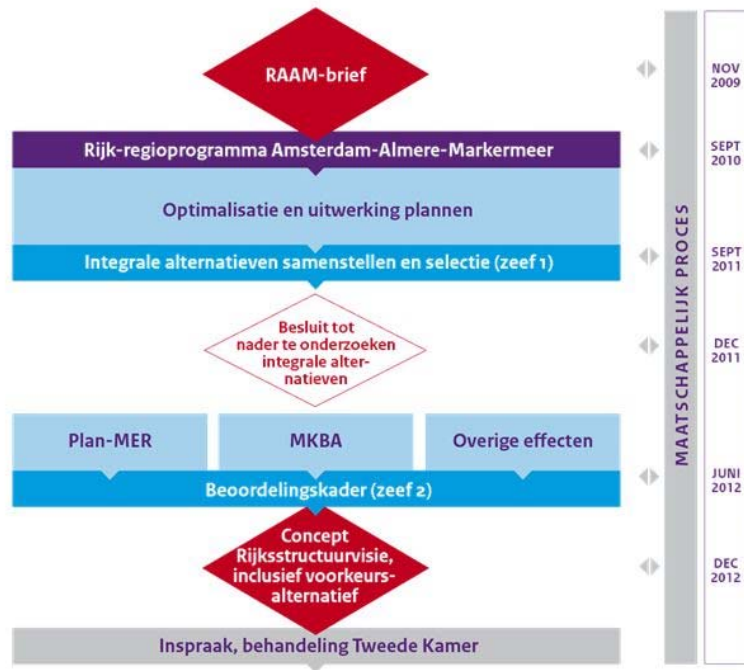 RAAM-brief
NOV
2009
Rijk-regioprogramma Amsterdam-Almere-Markermeer
SEPT
2010
Optimalisatie en uitwerking plannen
Integrale alternatieven samenstellen en selectie (zeef 1)
SEPT
2011
Besluit tot
nader te onderzoeken
integrale alter-
natieven
DEC
2011
Plan-MER
MKBA
Overige effecten
Beoordelingskader (zeef 2)
JUNI
2012
Concept
Rijksstructuurvisie,
inclusief voorkeurs-
alternatief
DEC
2012
Inspraak, behandeling Tweede Kamer
MAATSCHAPPELIJK PROCES